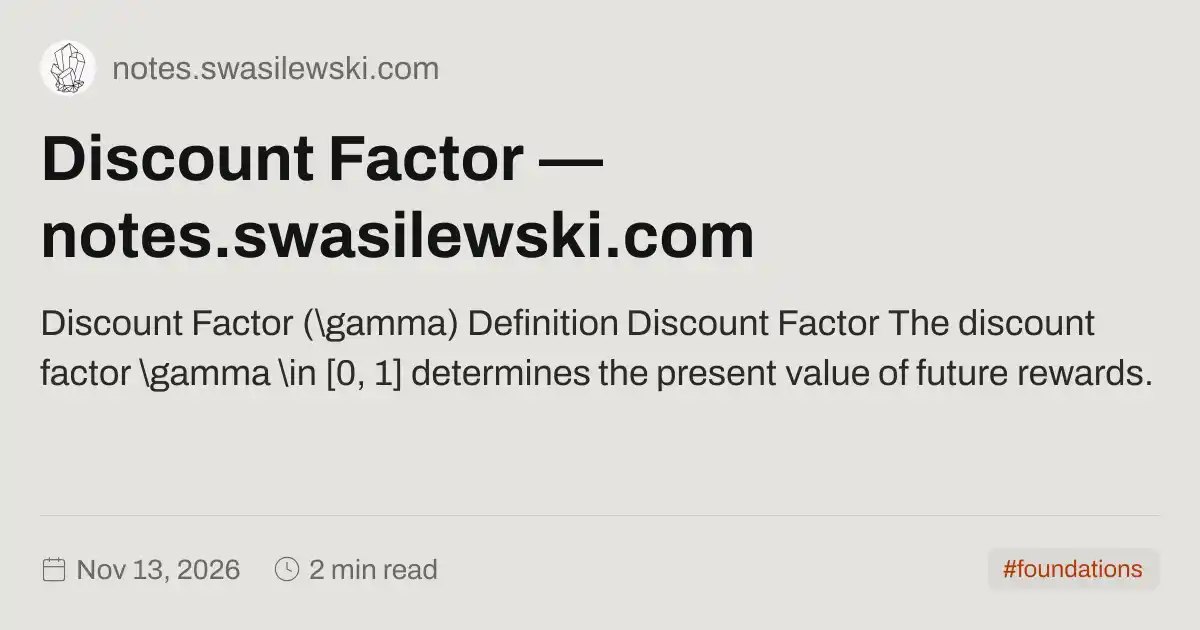 notes.swasilewski.com
Discount Factor —
notes.swasilewski.com
Discount Factor (\gamma) Definition Discount Factor The discount
factor \gamma \in [0, 1] determines the present value of future rewards.
Nov 13, 2026 2 min read #foundations